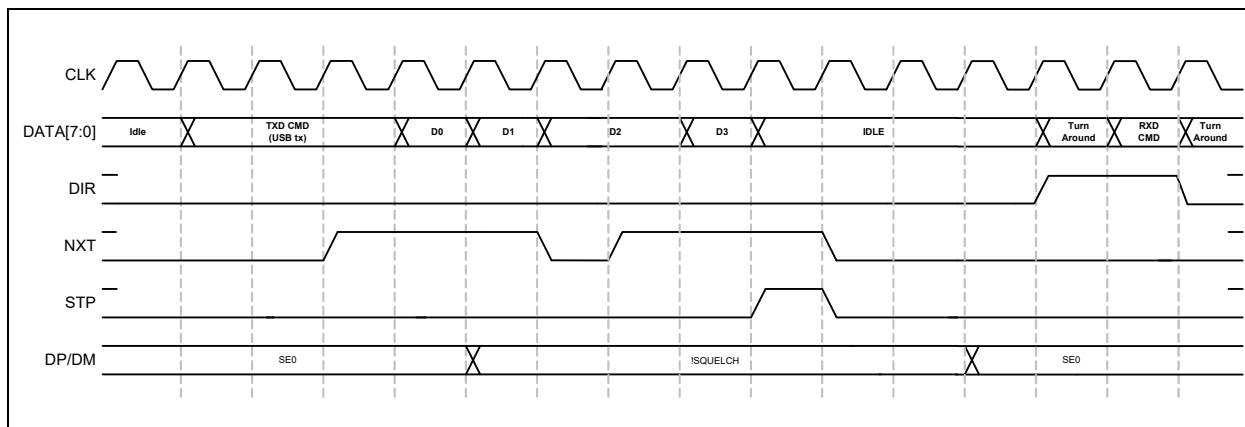 CLK
DATA[7:0]
Idle
TXD CMD
(USB tx)
D0
D1
D2
D3
IDLE
Turn
Around
RXD
CMD
Turn
Around
DIR
NXT
STP
DP/DM
SE0
!SQUELCH
SE0